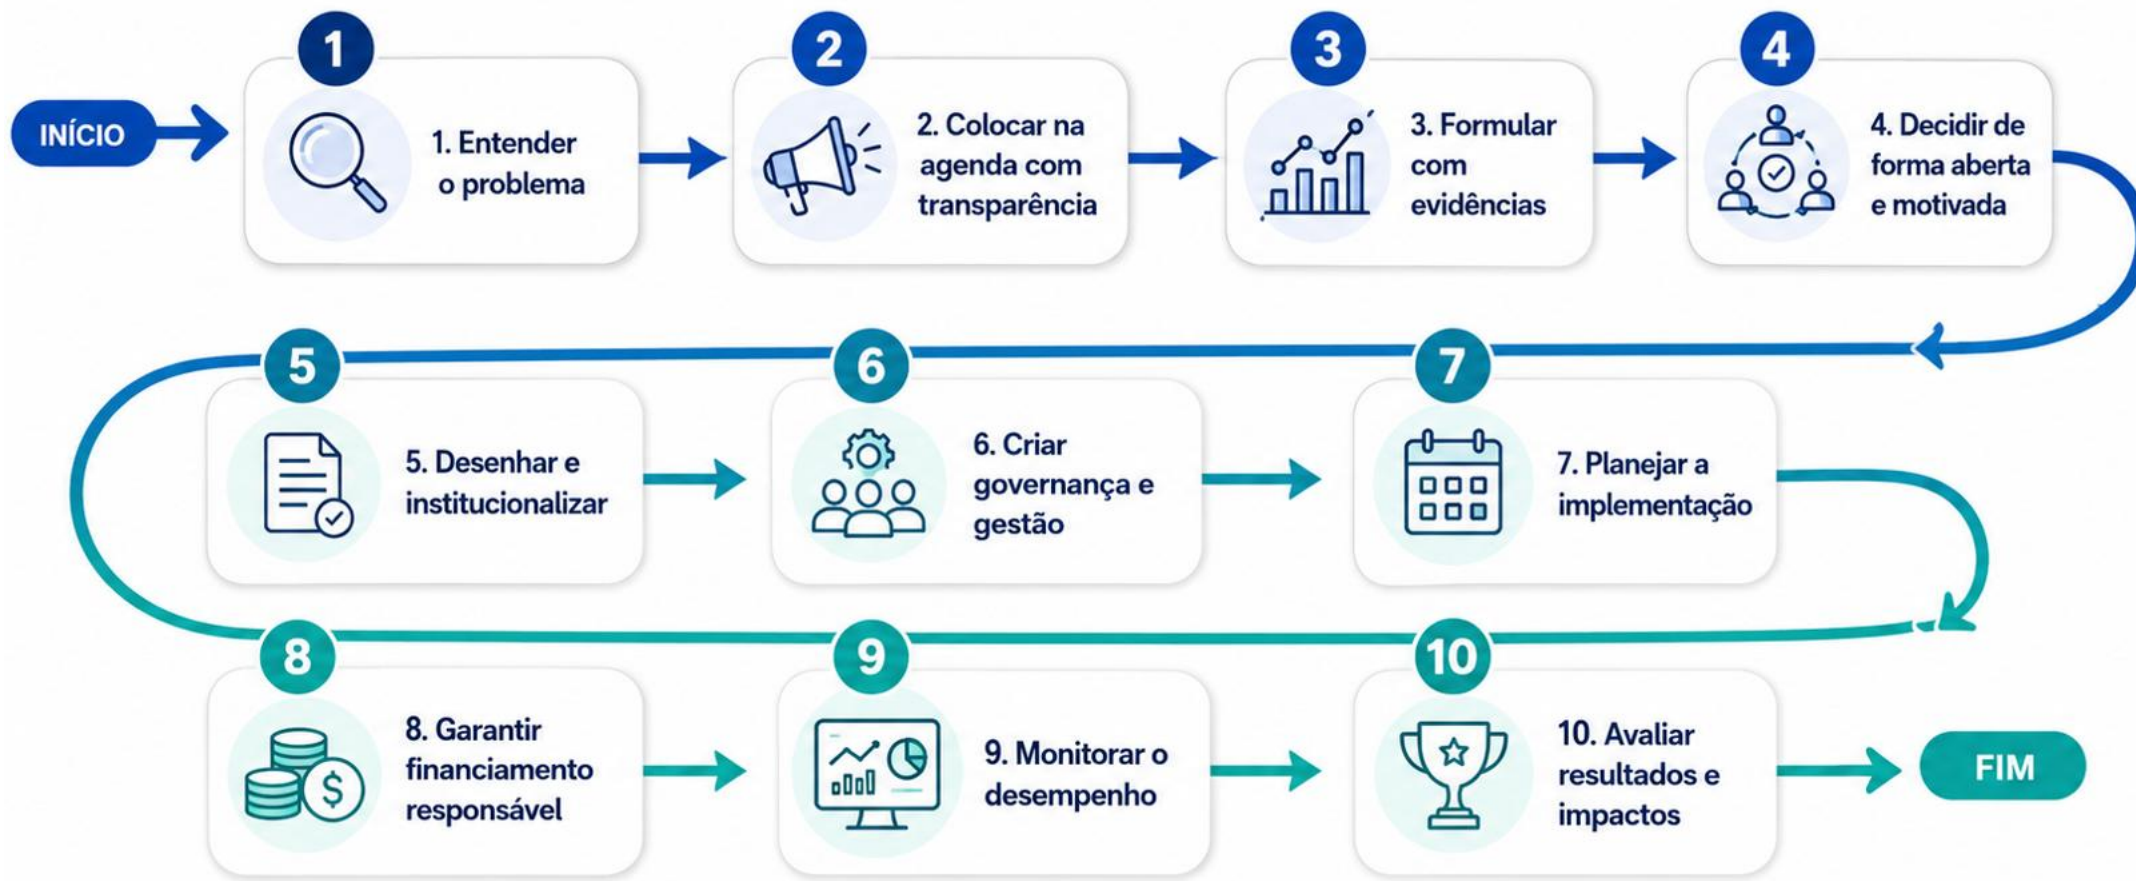 1
2
3
4
INÍCIO
1. Entender
o problema
2. Colocar na
agenda com
transparência
3. Formular
com
evidências
4. Decidir de
forma aberta
e motivada
5
6
7
5. Desenhar e
institucionalizar
6. Criar
governança e
gestão
7. Planejar a
implementação
8
9
10
8. Garantir
financiamento
responsável
$
9. Monitorar o
desempenho
10. Avaliar
resultados e
impactos
FIM